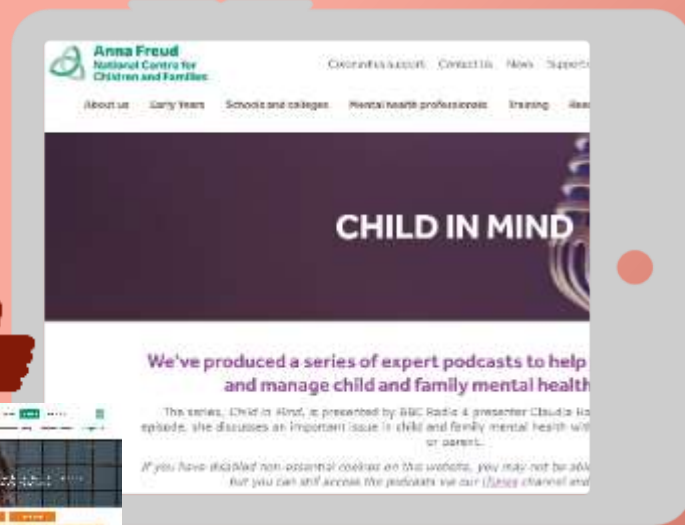 Anna Freud
National Centre for
Children and Families
Coronavirus support Contact Us News Support
About us Early Years Schools and colleges Mental health professionals Training
CHILD IN MIND
We've produced a series of expert podcasts to help
and manage child and family mental health
The series, Child in Mind, is presented by BBC Radio 4 presenter Claudia
episode, she discusses an important issue in child and family mental health with
or parent.
If you have disabled non-essential cookies on this website, you may not be able
but you can still access the podcasts via our iTunes channel and